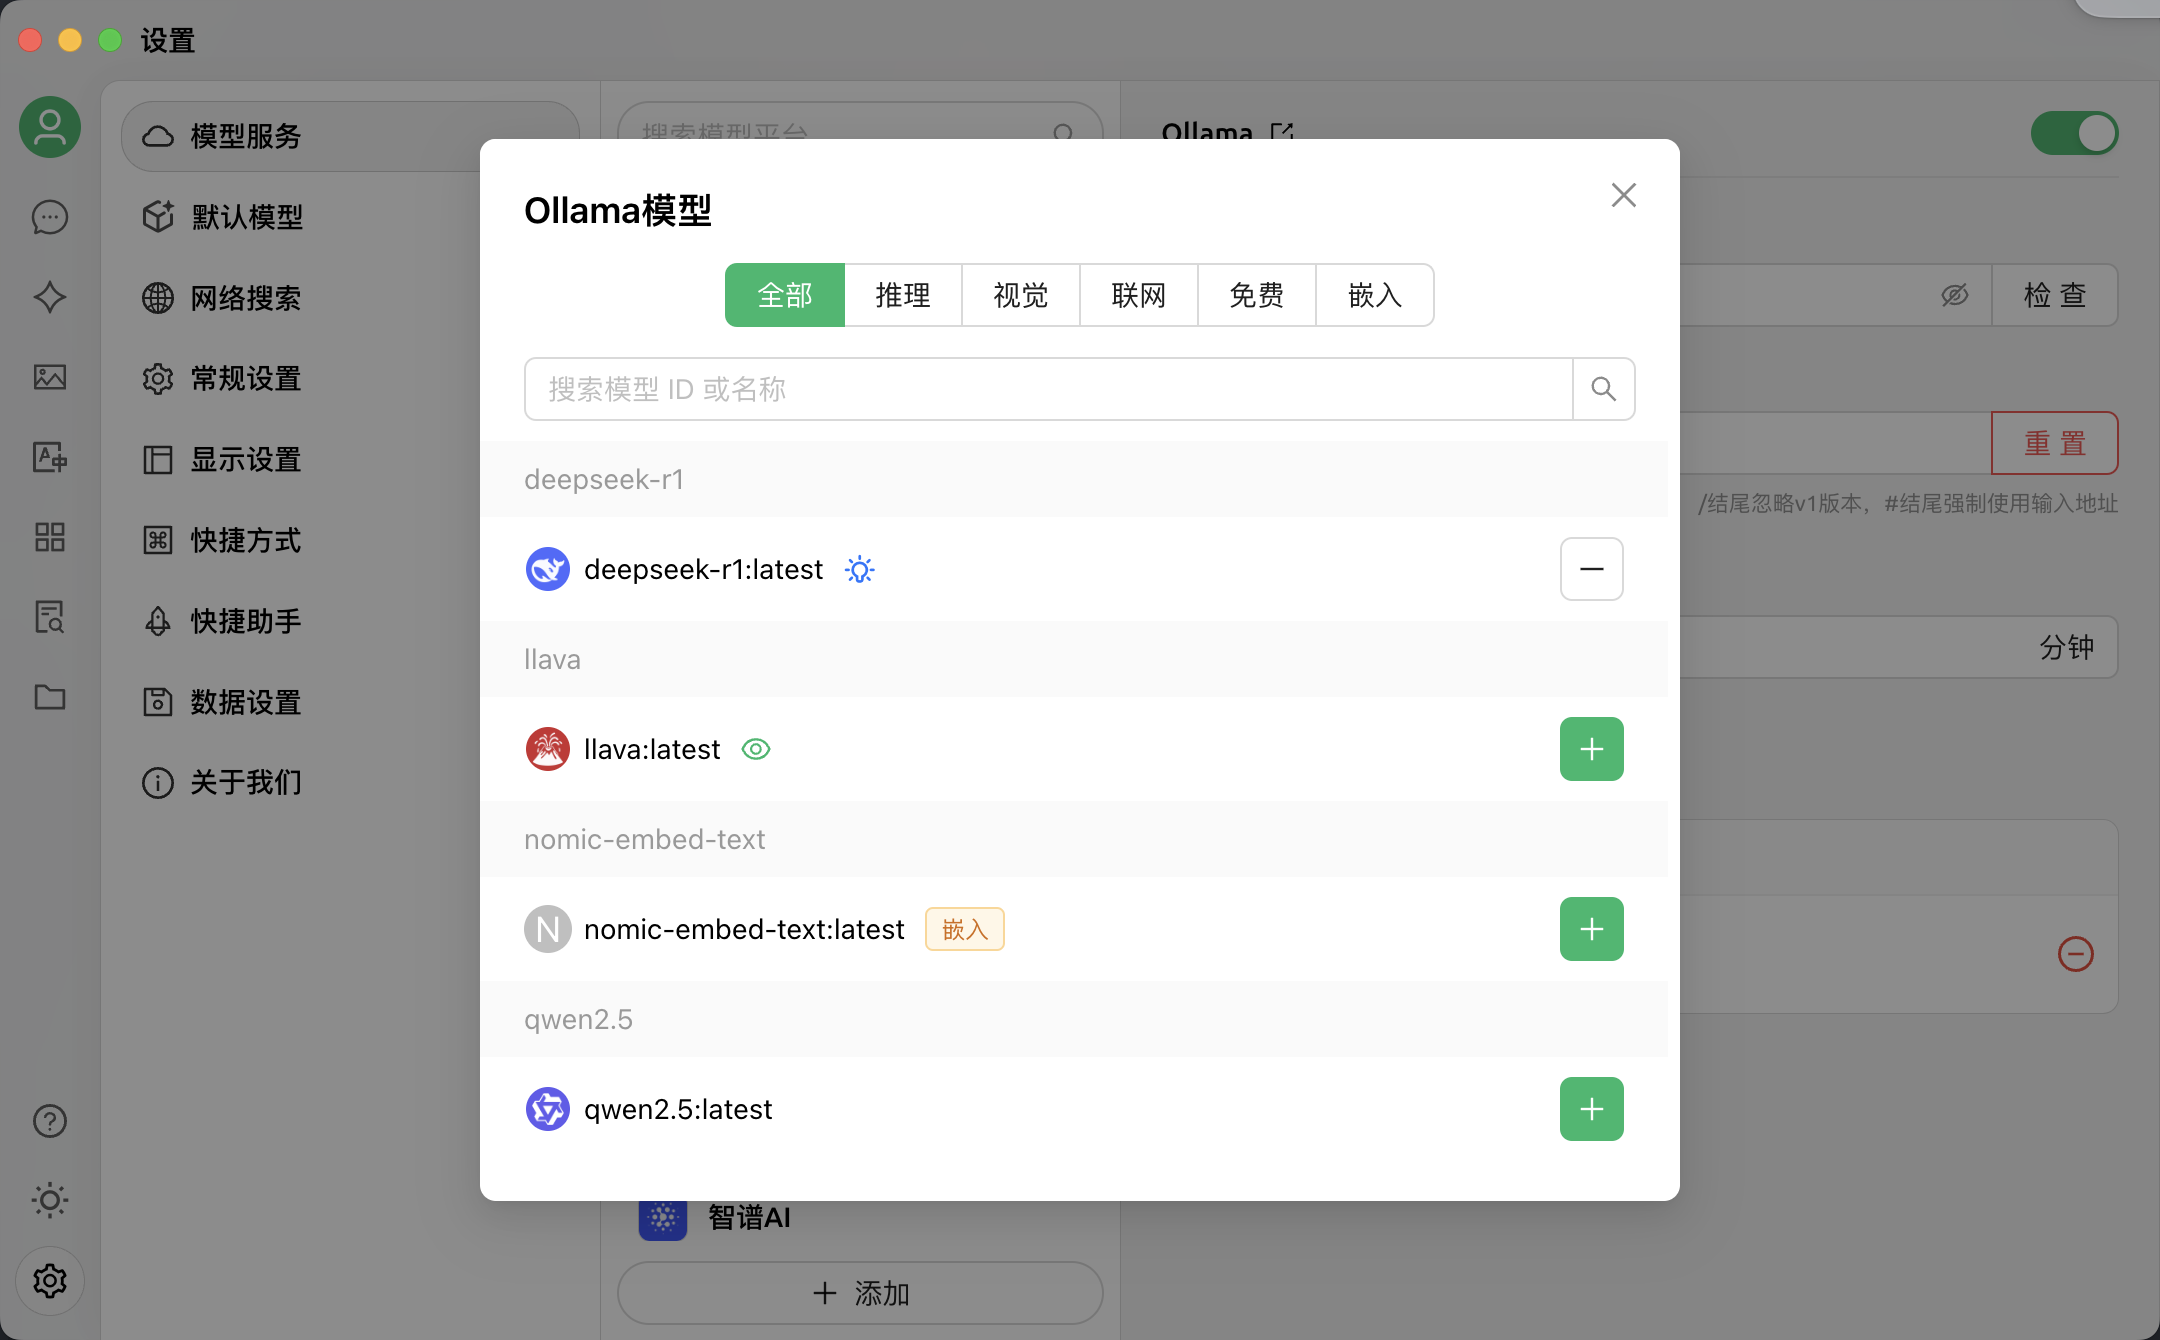 设置
模型服务
默认模型
网络搜索
常规设置
显示设置
快捷方式
快捷助手
数据设置
关于我们
搜索模型平台
智谱AI
添加
Ollama
检 查
重 置
/结尾忽略v1版本，#结尾强制使用输入地址
分钟
Ollama模型
全部
推理
视觉
联网
免费
嵌入
搜索模型 ID 或名称
deepseek-r1
deepseek-r1:latest
llava
llava:latest
nomic-embed-text
N
nomic-embed-text:latest
嵌入
qwen2.5
qwen2.5:latest